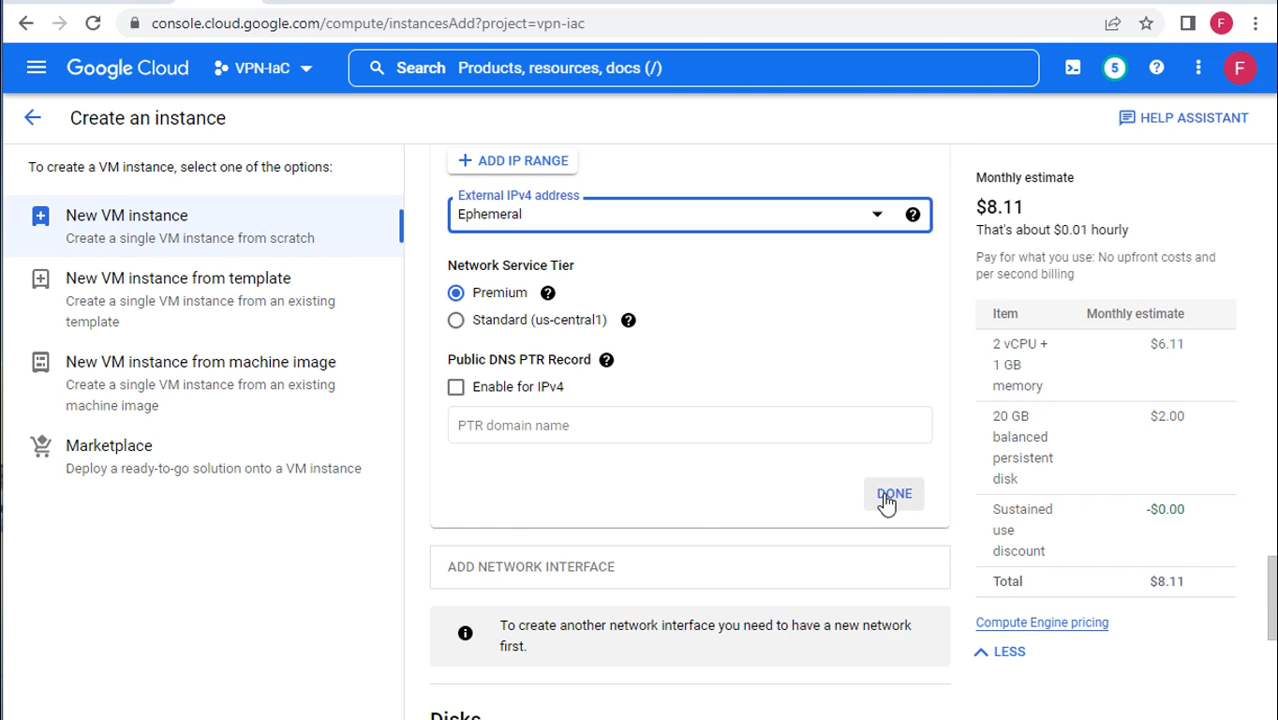 console.cloud.google.com/compute/instancesAdd?project=vpn-iac
F
Google Cloud
VPN-IaC
Search Products, resources, docs (/)
5
F
Create an instance
HELP ASSISTANT
To create a VM instance, select one of the options:
New VM instance
Create a single VM instance from scratch
New VM instance from template
Create a single VM instance from an existing
template
New VM instance from machine image
Create a single VM instance from an existing
machine image
Marketplace
Deploy a ready-to-go solution onto a VM instance
ADD IP RANGE
External IPv4 address
Ephemeral
Network Service Tier
Premium
Standard (us-central1)
Public DNS PTR Record
Enable for IPv4
PTR domain name
DONE
ADD NETWORK INTERFACE
To create another network interface you need to have a new network
first.
Disks
Monthly estimate
$8.11
That's about $0.01 hourly
Pay for what you use: No upfront costs and
per second billing
Item Monthly estimate
2 vCPU + $6.11
1 GB
memory
20 GB $2.00
balanced
persistent
disk
Sustained -$0.00
use
discount
Total $8.11
Compute Engine pricing
LESS